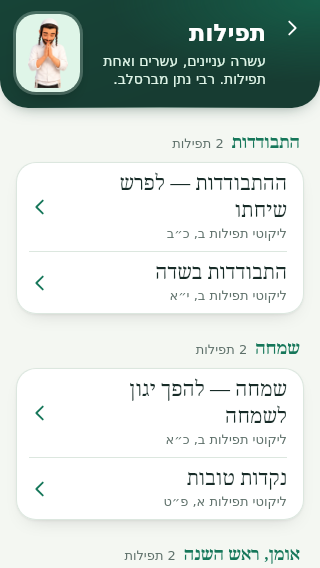 תפילות
עשרה עניינים, עשרים ואחת
תפילות. רבי נתן מברסלב.
התבודדות 2 תפילות
ההתבודדות — לפרש
שיחתו
ליקוטי תפילות ב, כ״ב
התבודדות בשדה
ליקוטי תפילות ב, י״א
שמחה 2 תפילות
שמחה — להפך יגון
לשמחה
ליקוטי תפילות ב, כ״א
נקדות טובות
ליקוטי תפילות א, פ״ט
אומן, ראש השנה 2 תפילות